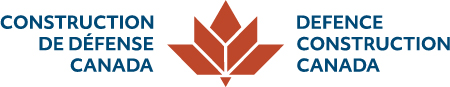 CONSTRUCTION
DE DÉFENSE
CANADA
DEFENCE
CONSTRUCTION
CANADA